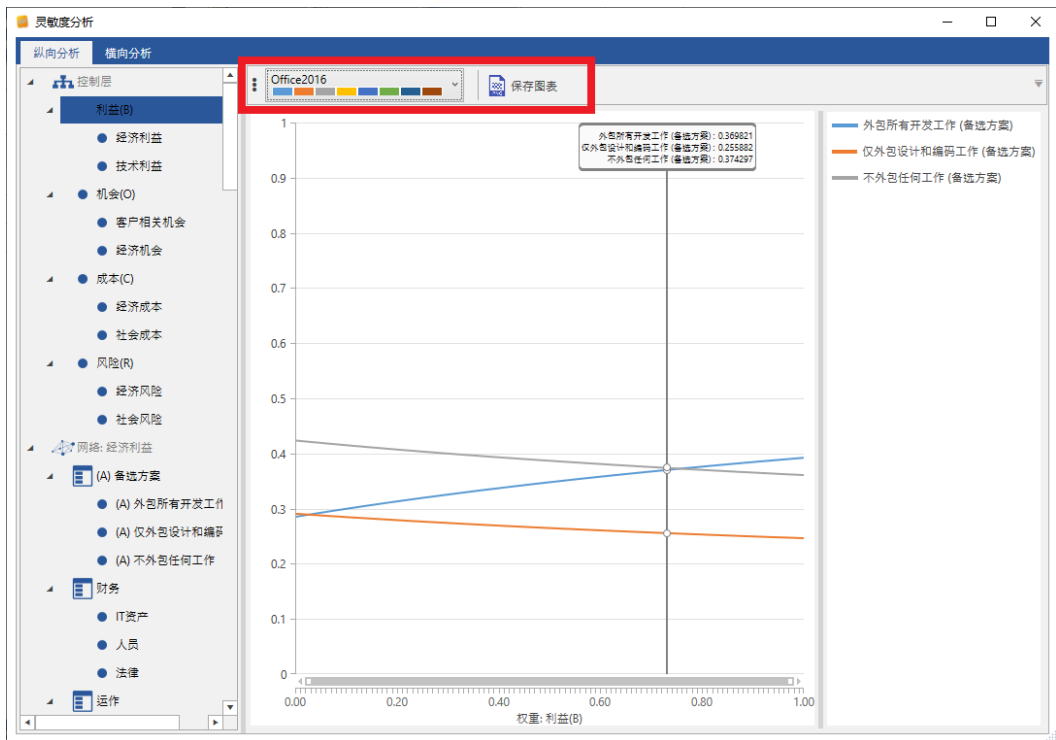 灵敏度分析
纵向分析 横向分析
控制层
利益(B)
经济利益
技术利益
机会(O)
客户相关机会
经济机会
成本(C)
经济成本
社会成本
风险(R)
经济风险
社会风险
网络: 经济利益
(A) 备选方案
(A) 外包所有开发工作
(A) 仅外包设计和编码
(A) 不外包任何工作
财务
IT资产
人员
法律
运作
Office2016
保存图表
PNG
外包所有开发工作 (备选方案) : 0.369821
仅外包设计和编码工作 (备选方案) : 0.255882
不外包任何工作 (备选方案) : 0.374297
1
0.9
0.8
0.7
0.6
0.5
0.4
0.3
0.2
0.1
0
0.00 0.20 0.40 0.60 0.80 1.00
权重: 利益(B)
外包所有开发工作 (备选方案)
仅外包设计和编码工作 (备选方案)
不外包任何工作 (备选方案)